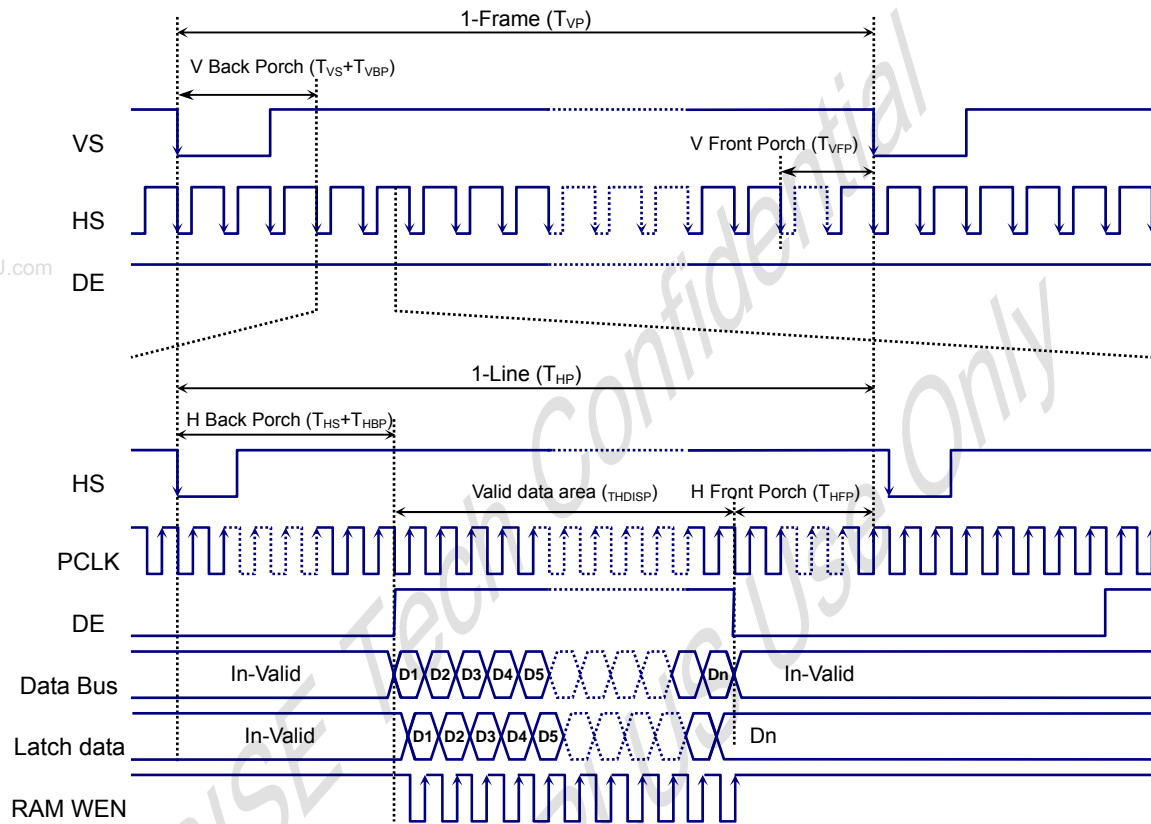 1-Frame (TVP)
V Back Porch (TVS+TVBP)
VS
V Front Porch (TVFP)
HS
J.com
DE
1-Line (THP)
H Back Porch (THS+THBP)
HS
Valid data area (THDISP)
H Front Porch (THFP)
PCLK
DE
Data Bus
In-Valid
D1 D2 D3 D4 D5
Dn
In-Valid
Latch data
In-Valid
D1 D2 D3 D4 D5
Dn
RAM WEN
Tech Confidential
Use Only